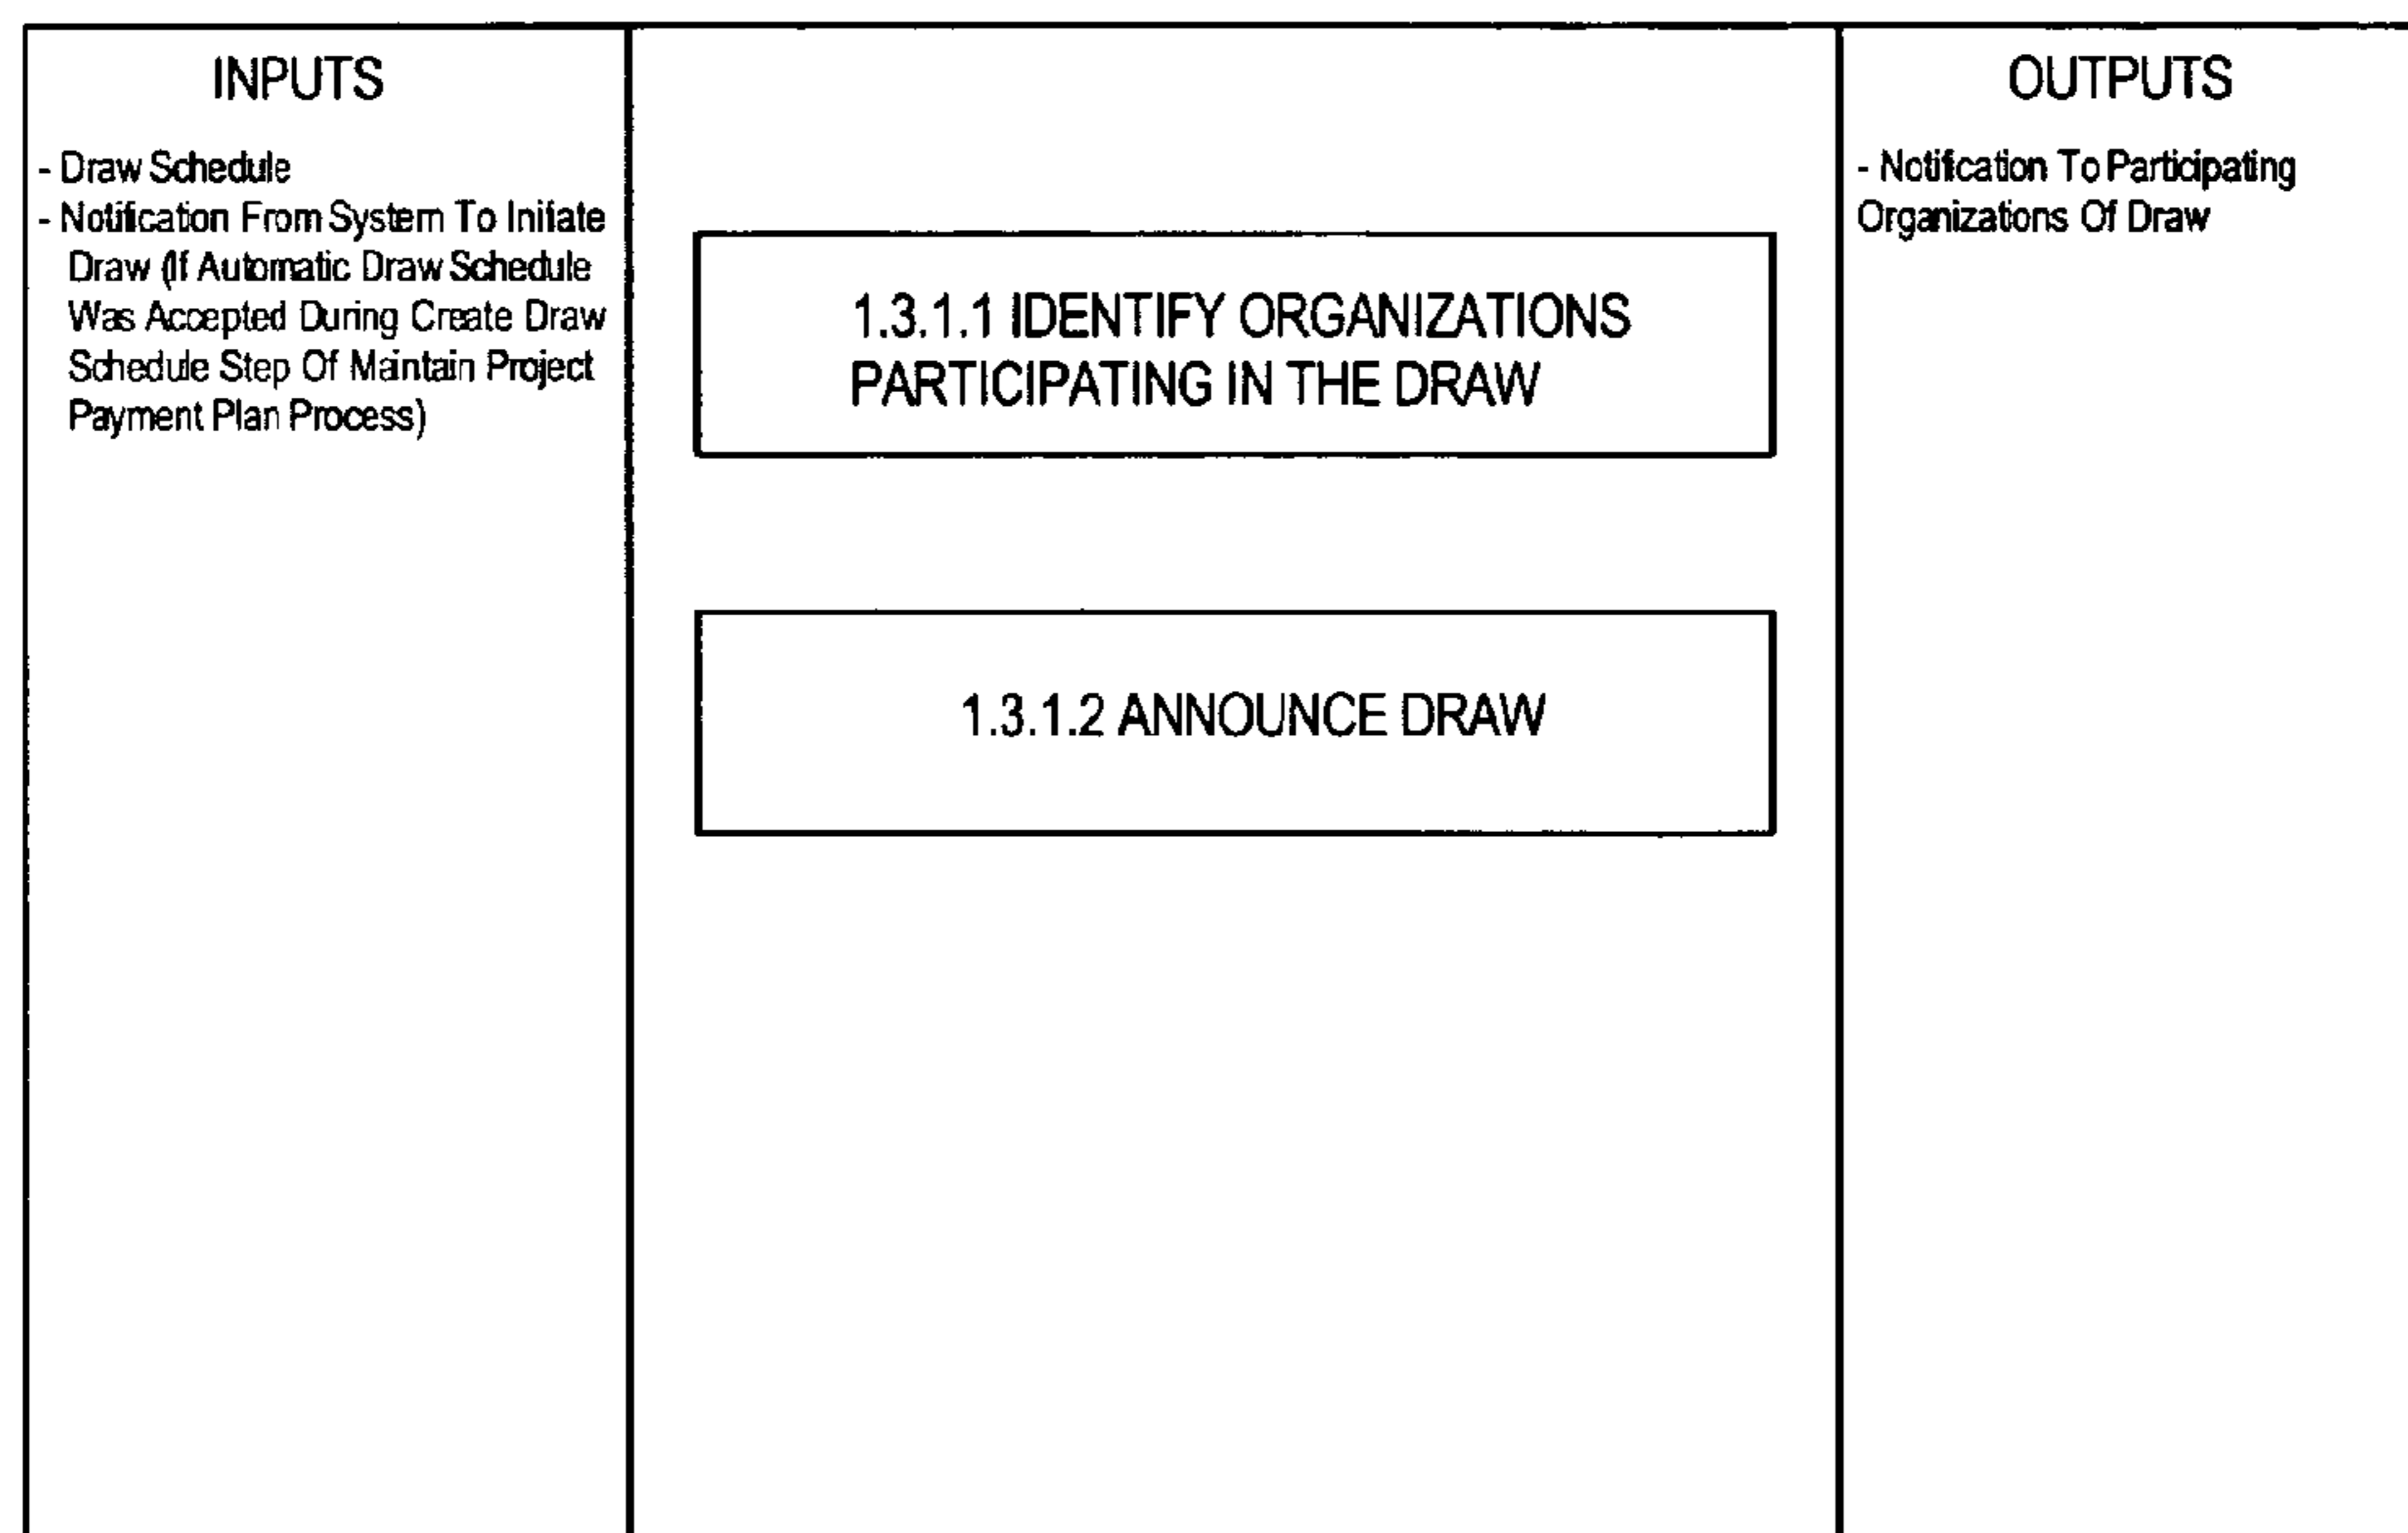 INPUTS
- Draw Schedule
- Notification From System To Initiate
Draw (If Automatic Draw Schedule
Was Accepted During Create Draw
Schedule Step Of Maintain Project
Payment Plan Process)
1.3.1.1 IDENTIFY ORGANIZATIONS
PARTICIPATING IN THE DRAW
1.3.1.2 ANNOUNCE DRAW
OUTPUTS
- Notification To Participating
Organizations Of Draw